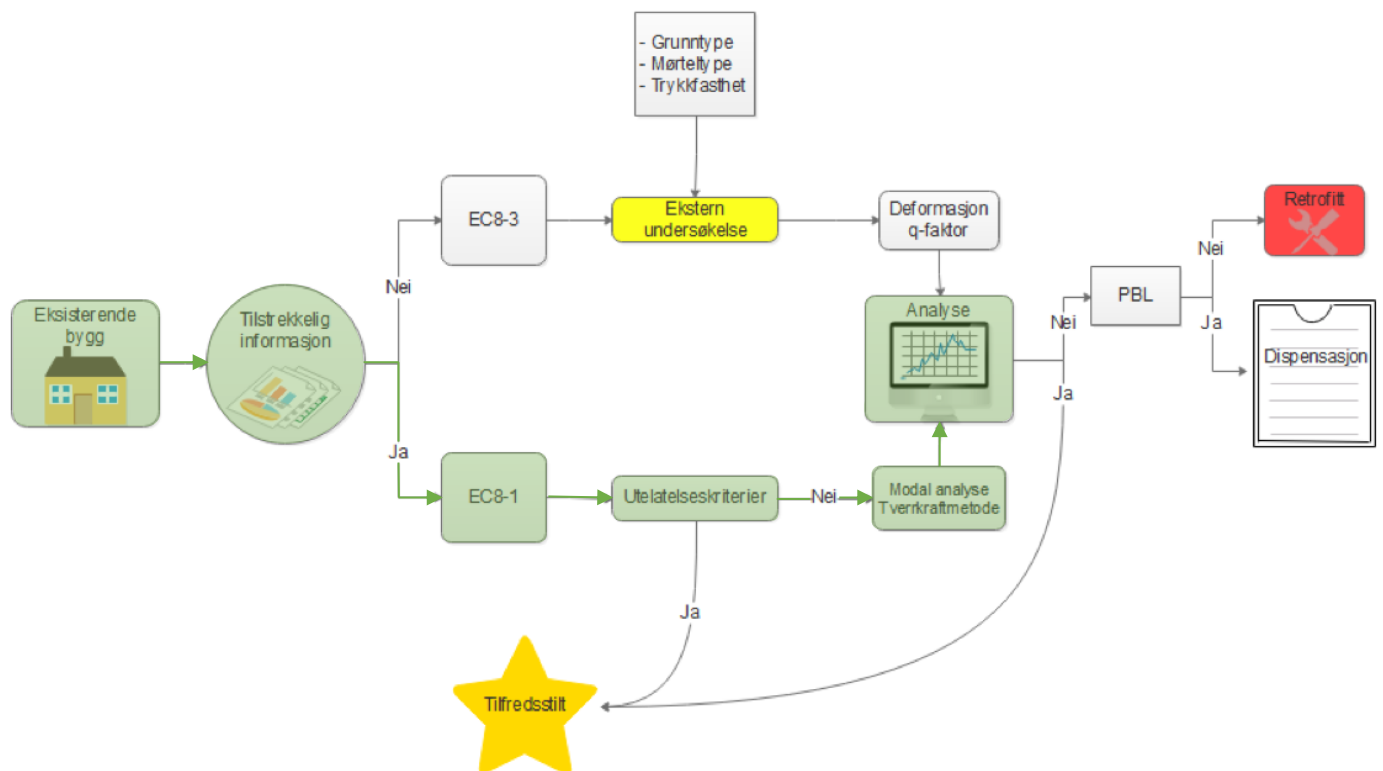 - Grunntype
- Mørteltype
- Trykkfasthet
EC8-3
Ekstern
undersøkelse
Deformasjon
q-faktor
Retrofitt
Nei
Nei
Eksisterende
bygg
Tilstrekkelig
informasjon
Analyse
PBL
Nei
Ja
Dispensasjon
Ja
Ja
EC8-1
Utelatelseskriterier
Nei
Modal analyse
Tverrkraftmetode
Ja
Tilfredsstilt